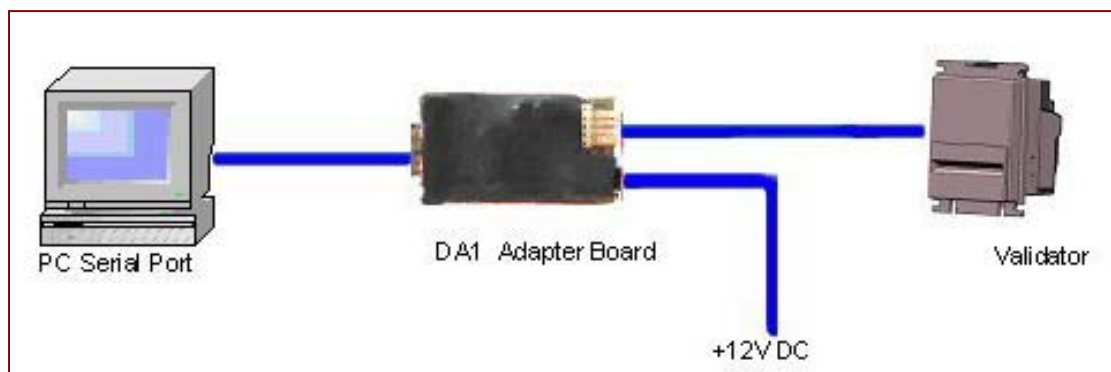 PC Serial Port
DA1 Adapter Board
Validator
+12V DC